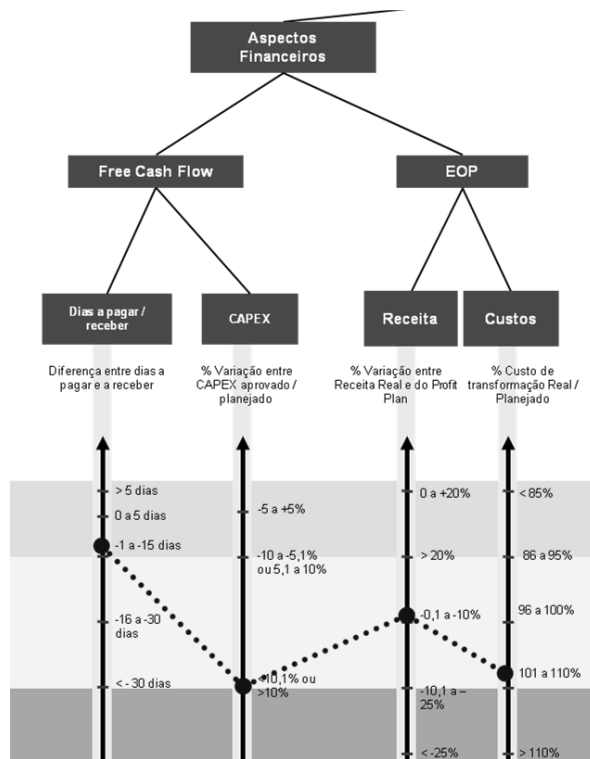 Aspectos
Financeiros
Free Cash Flow
EOP
Dias a pagar /
receber
CAPEX
Receita
Custos
Diferença entre dias a
pagar e a receber
% Variação entre
CAPEX aprovado /
planejado
% Variação entre
Receita Real e do Profit
Plan
% Custo de
transformação Real /
Planejado
> 5 dias
0 a 5 dias
-1 a -15 dias
-16 a -30
dias
< - 30 dias
-5 a +5%
-10 a -5,1%
ou 5,1 a 10%
-10,1% ou
>10%
0 a +20%
> 20%
-0,1 a -10%
-10,1 a –
25%
< -25%
< 85%
86 a 95%
96 a 100%
101 a 110%
> 110%